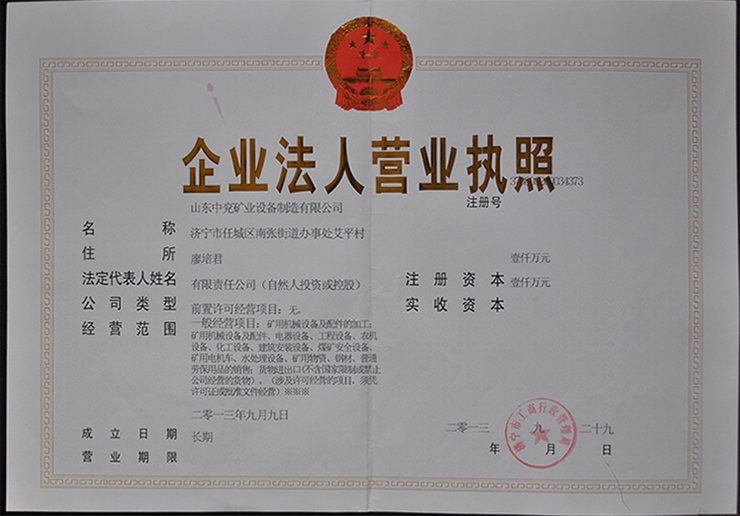 企业法人营业执照
注册号
山东中兖矿业设备制造有限公司
名称
济宁市任城区南张街道办事处艾平村
住所
廖培君
壹仟万元
法定代表人姓名
有限责任公司（自然人投资或控股）
注册资本
壹仟万元
公司类型
前置许可经营项目：无。
实收资本
经营范围
一般经营项目：矿用机械设备及配件的加工；
矿用机械设备及配件、电器设备、工程设备、农机
设备、化工设备、建筑安装设备、煤矿安全设备、
矿用电机车、水处理设备、矿用物资、钢材、普通
劳保用品的销售；货物进出口(不含国家限制或禁止
公司经营的货物）。（涉及许可经营的项目，须凭
许可证或批准文件经营）※※※
二〇一三年九月九日
成立日期
长期
营业期限
二〇一三 九 二十九
年 月 日
济宁市工商行政管理局